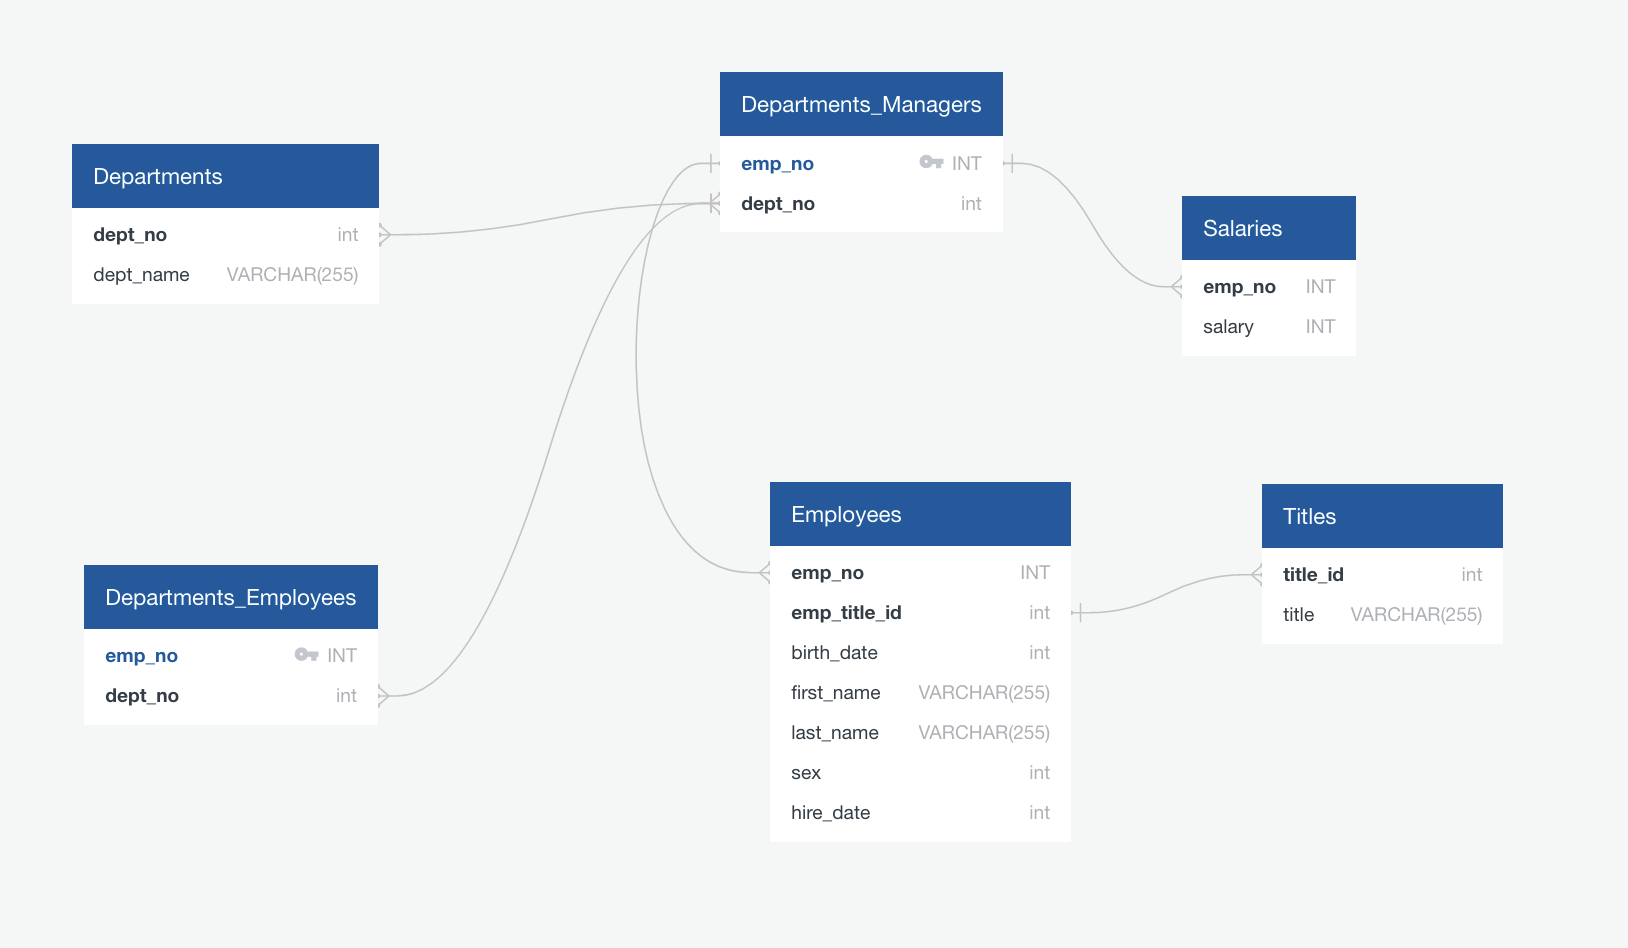 Departments
dept_no int
dept_name VARCHAR(255)
Departments_Managers
emp_no INT
dept_no int
Salaries
emp_no INT
salary INT
Departments_Employees
emp_no INT
dept_no int
Employees
emp_no INT
emp_title_id int
birth_date int
first_name VARCHAR(255)
last_name VARCHAR(255)
sex int
hire_date int
Titles
title_id int
title VARCHAR(255)